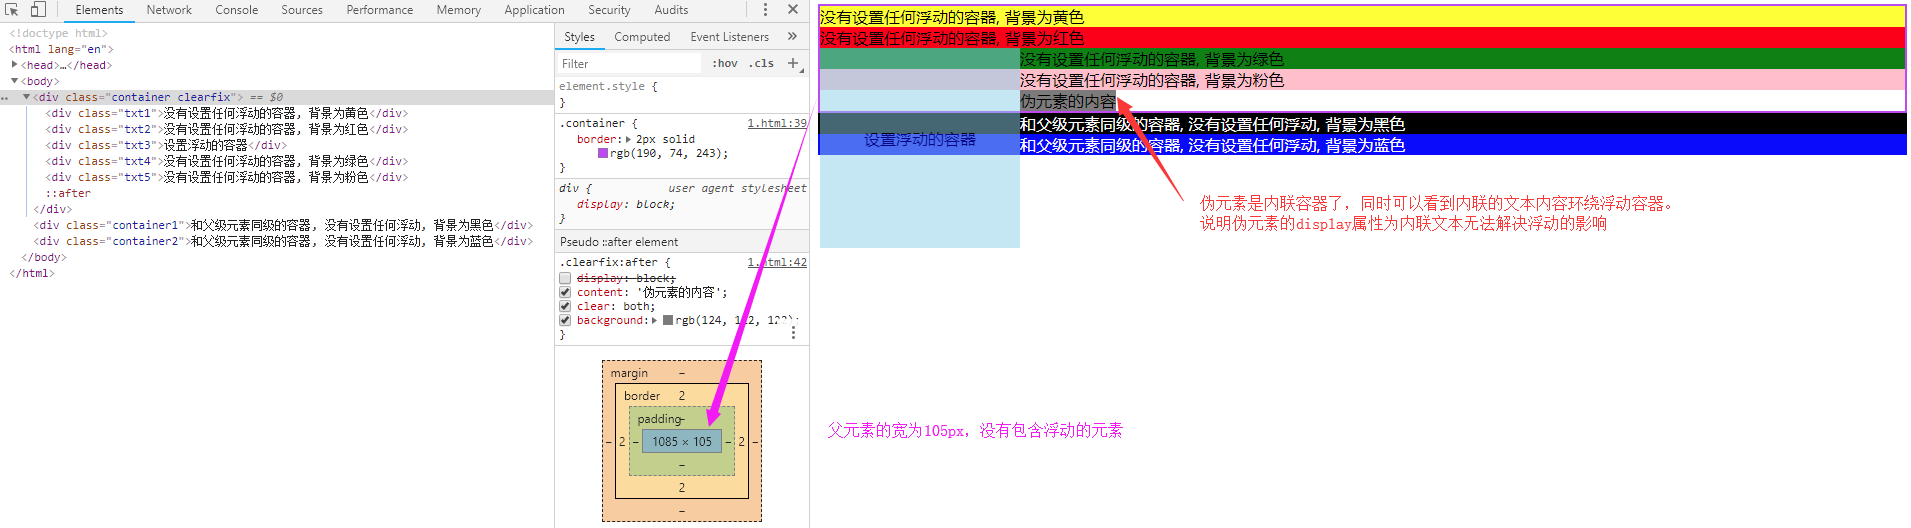 Elements Network Console Sources Performance Memory Application Security Audits
<!doctype html>
<html lang="en">
<head>…</head>
<body>
<div class="container clearfix"> == $0
<div class="txt1">没有设置任何浮动的容器, 背景为黄色</div>
<div class="txt2">没有设置任何浮动的容器, 背景为红色</div>
<div class="txt3">设置浮动的容器</div>
<div class="txt4">没有设置任何浮动的容器, 背景为绿色</div>
<div class="txt5">没有设置任何浮动的容器, 背景为粉色</div>
::after
</div>
<div class="container1">和父级元素同级的容器, 没有设置任何浮动, 背景为黑色</div>
<div class="container2">和父级元素同级的容器, 没有设置任何浮动, 背景为蓝色</div>
</body>
</html>
Styles Computed Event Listeners »
Filter :hov .cls +
element.style {
}
.container { 1.html:39
border: 2px solid
rgb(190, 74, 243);
}
div { user agent stylesheet
display: block;
}
Pseudo ::after element
.clearfix:after { 1.html:42
display: block;
content: '伪元素的内容';
clear: both;
background: rgb(124, 122, 122);
}
margin –
border 2
padding –
– 2 – 1085 × 105 – 2 –
–
2
–
没有设置任何浮动的容器, 背景为黄色
没有设置任何浮动的容器, 背景为红色
没有设置任何浮动的容器, 背景为绿色
没有设置任何浮动的容器, 背景为粉色
伪元素的内容
和父级元素同级的容器, 没有设置任何浮动, 背景为黑色
设置浮动的容器
和父级元素同级的容器, 没有设置任何浮动, 背景为蓝色
伪元素是内联容器了，同时可以看到内联的文本内容环绕浮动容器。
说明伪元素的display属性为内联文本无法解决浮动的影响
父元素的宽为105px，没有包含浮动的元素